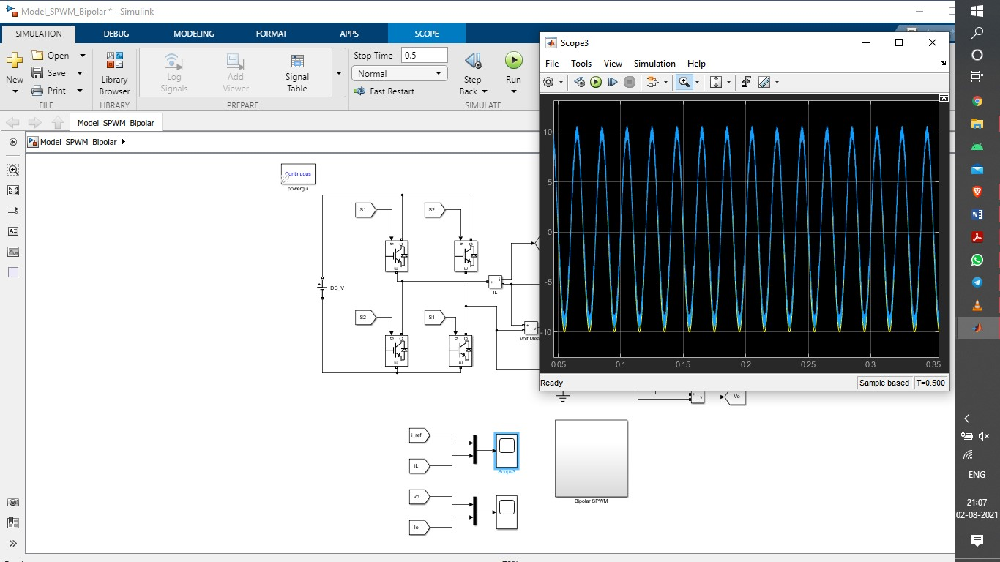 Model_SPWM_Bipolar * - Simulink
SIMULATION DEBUG MODELING FORMAT APPS SCOPE
New
Open
Save
Print
FILE
Library
Browser
LIBRARY
Log
Signals
Add
Viewer
Signal
Table
PREPARE
Stop Time 0.5
Normal
Fast Restart
Step
Back
Run
SIMULATE
Model_SPWM_Bipolar
Model_SPWM_Bipolar
Continuous
powergui
S1
S2
g
C
E
g
C
E
DC_V
+
i
-
IL
S2
S1
g
C
E
g
C
E
+
-
v
Volt Mea
+
-
v
Vo
i_ref
iL
Scope3
Vo
Io
Bipolar SPWM
Scope3
File Tools View Simulation Help
10
5
0
-5
-10
0.05 0.1 0.15 0.2 0.25 0.3 0.35
Ready
Sample based T=0.500
ENG
21:07
02-08-2021